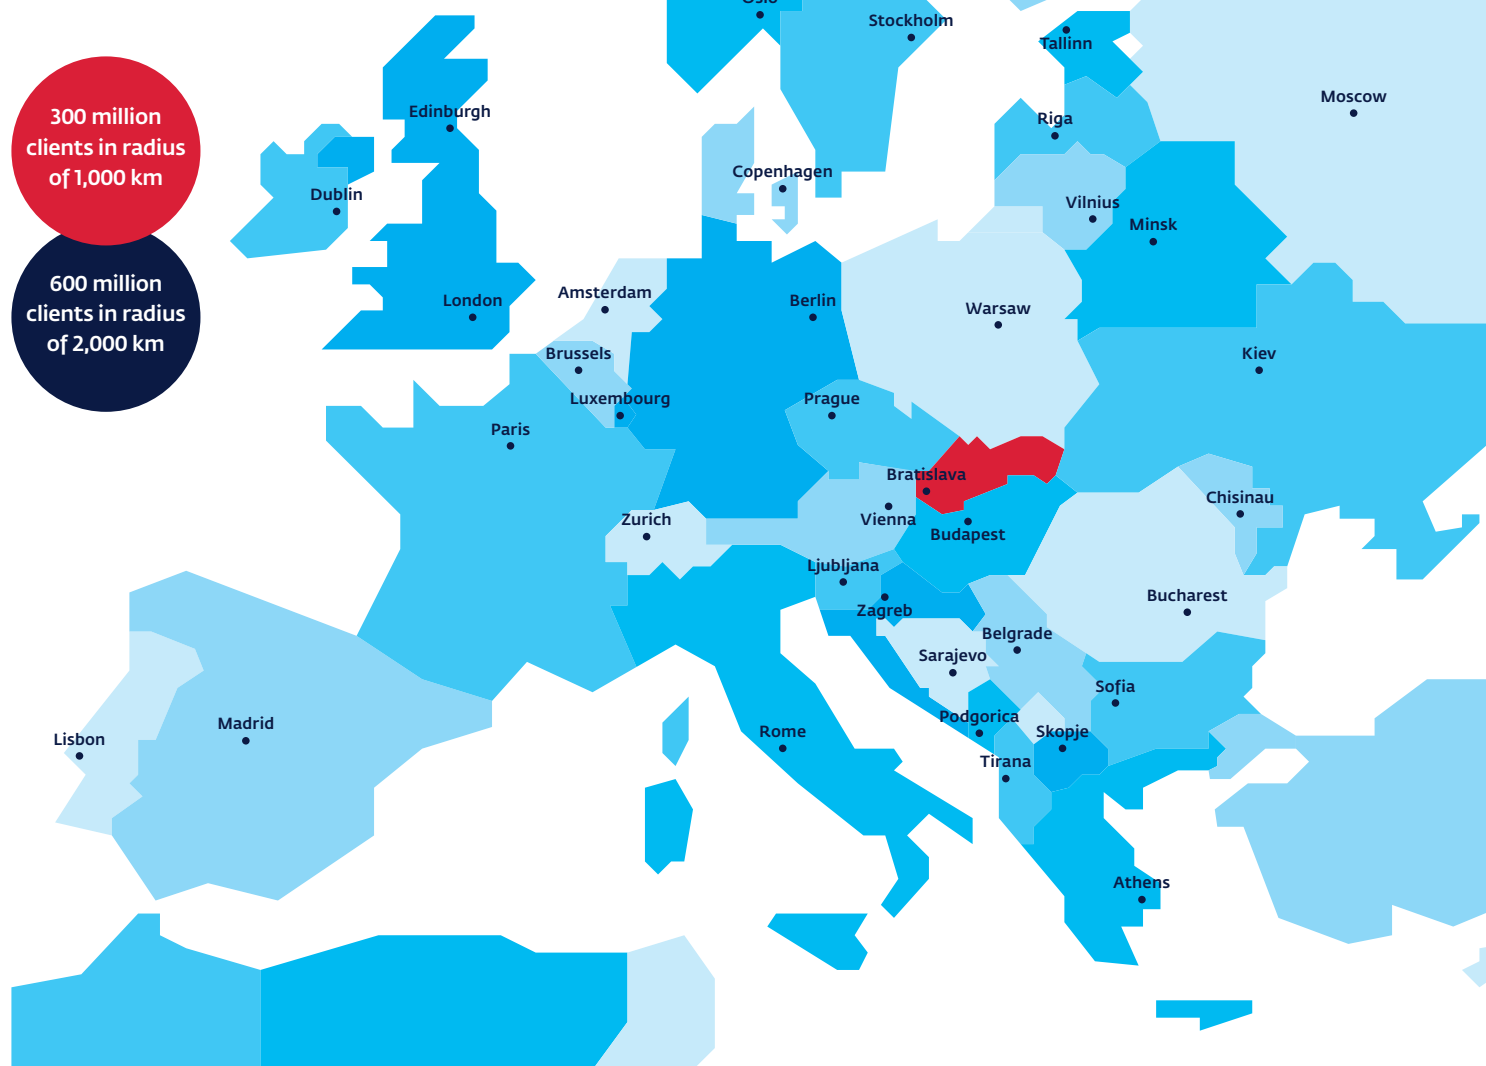 Oslo
Stockholm
Tallinn
Moscow
300 million
clients in radius
of 1,000 km
Edinburgh
Riga
Copenhagen
Dublin
Vilnius
Minsk
600 million
clients in radius
of 2,000 km
London
Amsterdam
Berlin
Warsaw
Brussels
Kiev
Luxembourg
Prague
Paris
Bratislava
Chisinau
Zurich
Vienna
Budapest
Ljubljana
Zagreb
Bucharest
Belgrade
Sarajevo
Sofia
Lisbon
Madrid
Rome
Podgorica
Skopje
Tirana
Athens